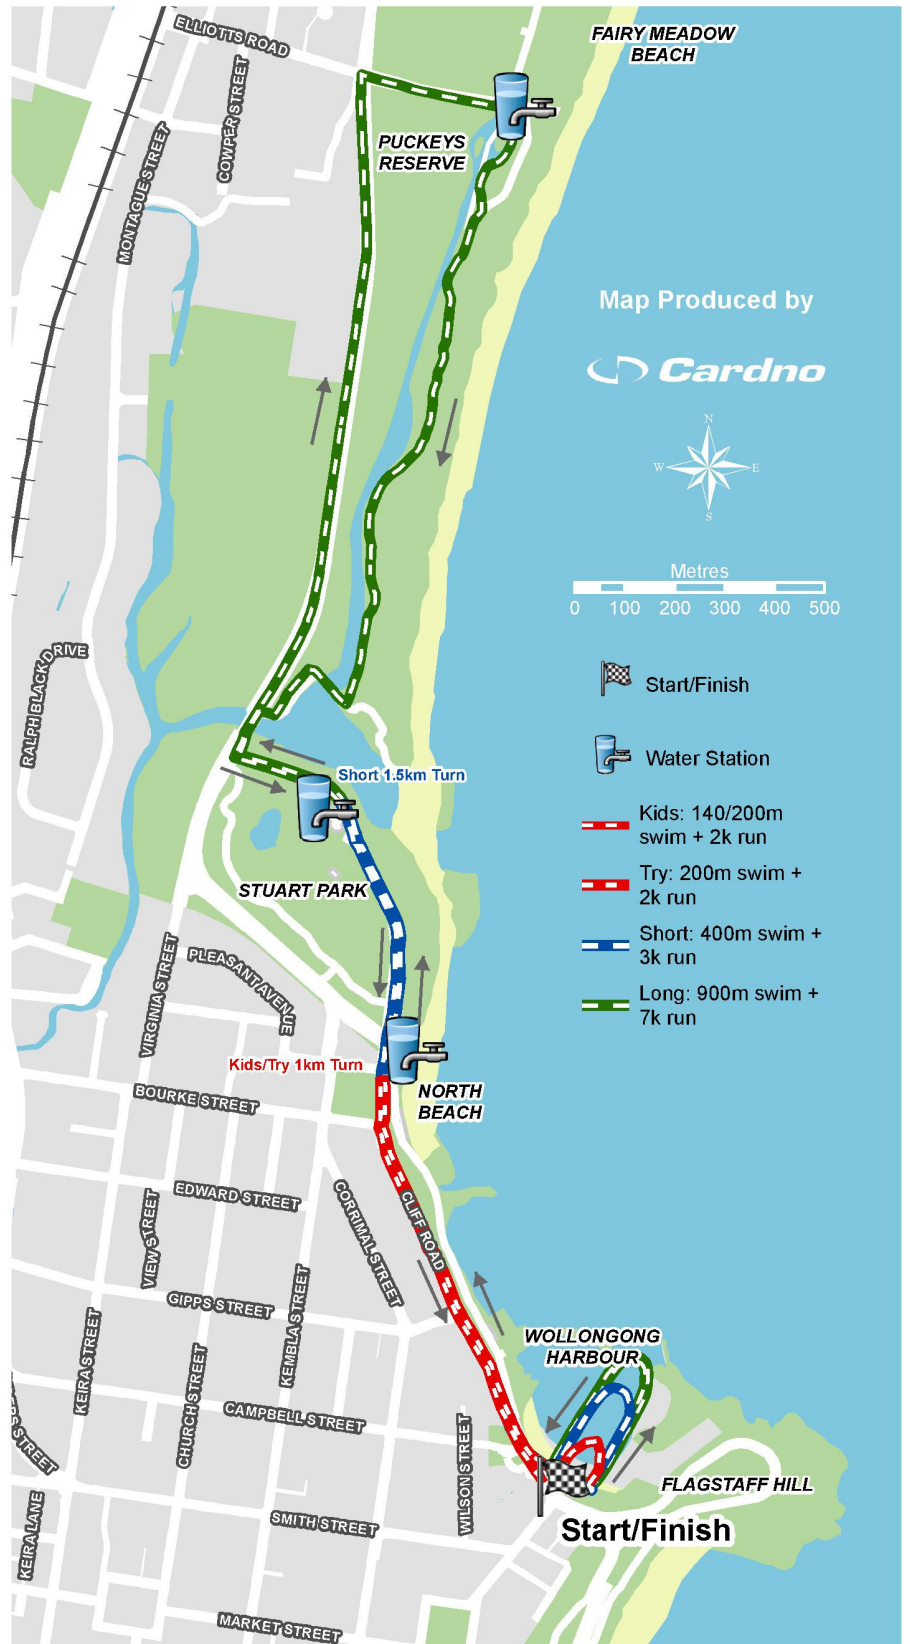 ELLIOTTS ROAD
FAIRY MEADOW
BEACH
COWPER STREET
MONTAGUE STREET
PUCKEYS
RESERVE
Map Produced by
Cardno
N
W
E
S
Metres
0 100 200 300 400 500
RALPH BLACK DRIVE
Start/Finish
Water Station
Short 1.5km Turn
Kids: 140/200m
swim + 2k run
Try: 200m swim +
2k run
Short: 400m swim +
3k run
Long: 900m swim +
7k run
STUART PARK
VIRGINIA STREET
PLEASANT AVENUE
Kids/Try 1km Turn
NORTH
BEACH
BOURKE STREET
EDWARD STREET
VIEW STREET
CORRIMAL STREET
CLIFF ROAD
GIPPS STREET
KEMBLA STREET
KEIRA STREET
CHURCH STREET
WOLLONGONG
HARBOUR
CAMPBELL STREET
WILSON STREET
S STREET
FLAGSTAFF HILL
KEIRA LANE
SMITH STREET
Start/Finish
MARKET STREET